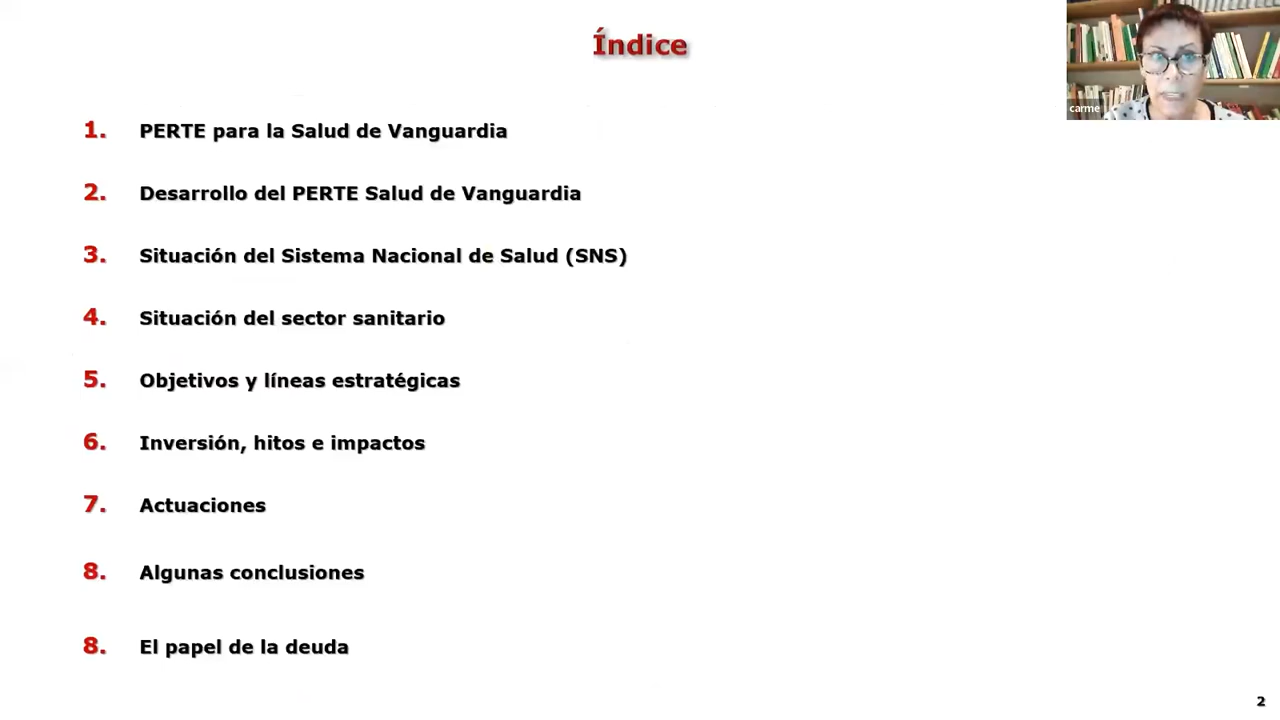 Índice
carme
1. PERTE para la Salud de Vanguardia
2. Desarrollo del PERTE Salud de Vanguardia
3. Situación del Sistema Nacional de Salud (SNS)
4. Situación del sector sanitario
5. Objetivos y líneas estratégicas
6. Inversión, hitos e impactos
7. Actuaciones
8. Algunas conclusiones
8. El papel de la deuda
2